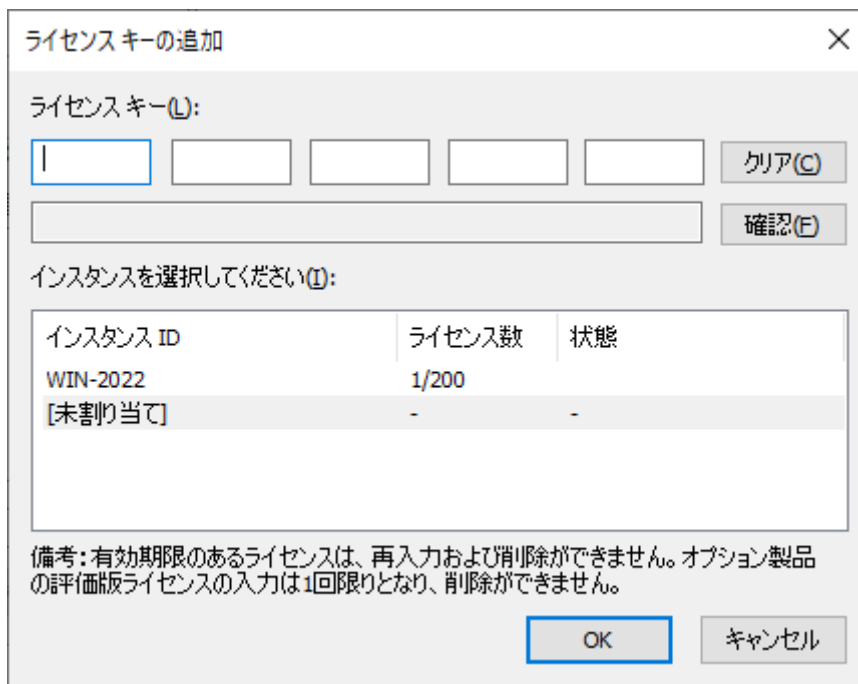 ライセンス キーの追加
ライセンス キー(L):
クリア(C)
確認(F)
インスタンスを選択してください(I):
インスタンス ID ライセンス数 状態
WIN-2022 1/200
[未割り当て] - -
備考: 有効期限のあるライセンスは、再入力および削除ができません。オプション製品
の評価版ライセンスの入力は1回限りとなり、削除ができません。
OK キャンセル